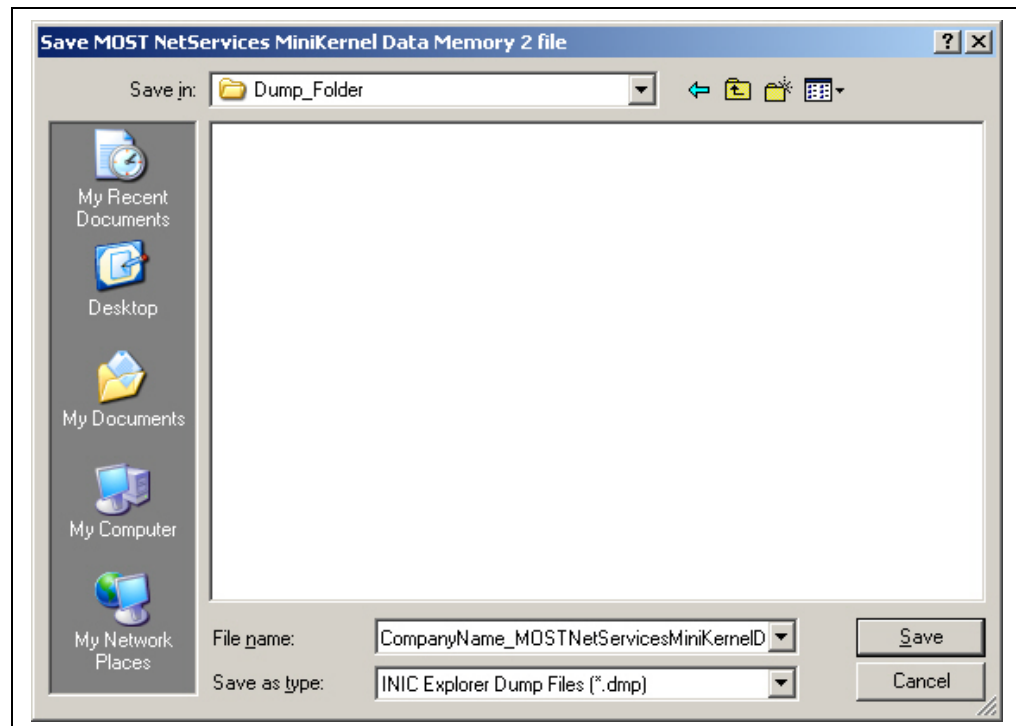 Save MOST NetServices MiniKernel Data Memory 2 file
Save in:
Dump_Folder
My Recent
Documents
Desktop
My Documents
My Computer
My Network
Places
File name:
CompanyName_MOSTNetServicesMiniKernelD
Save
Save as type:
INIC Explorer Dump Files (*.dmp)
Cancel